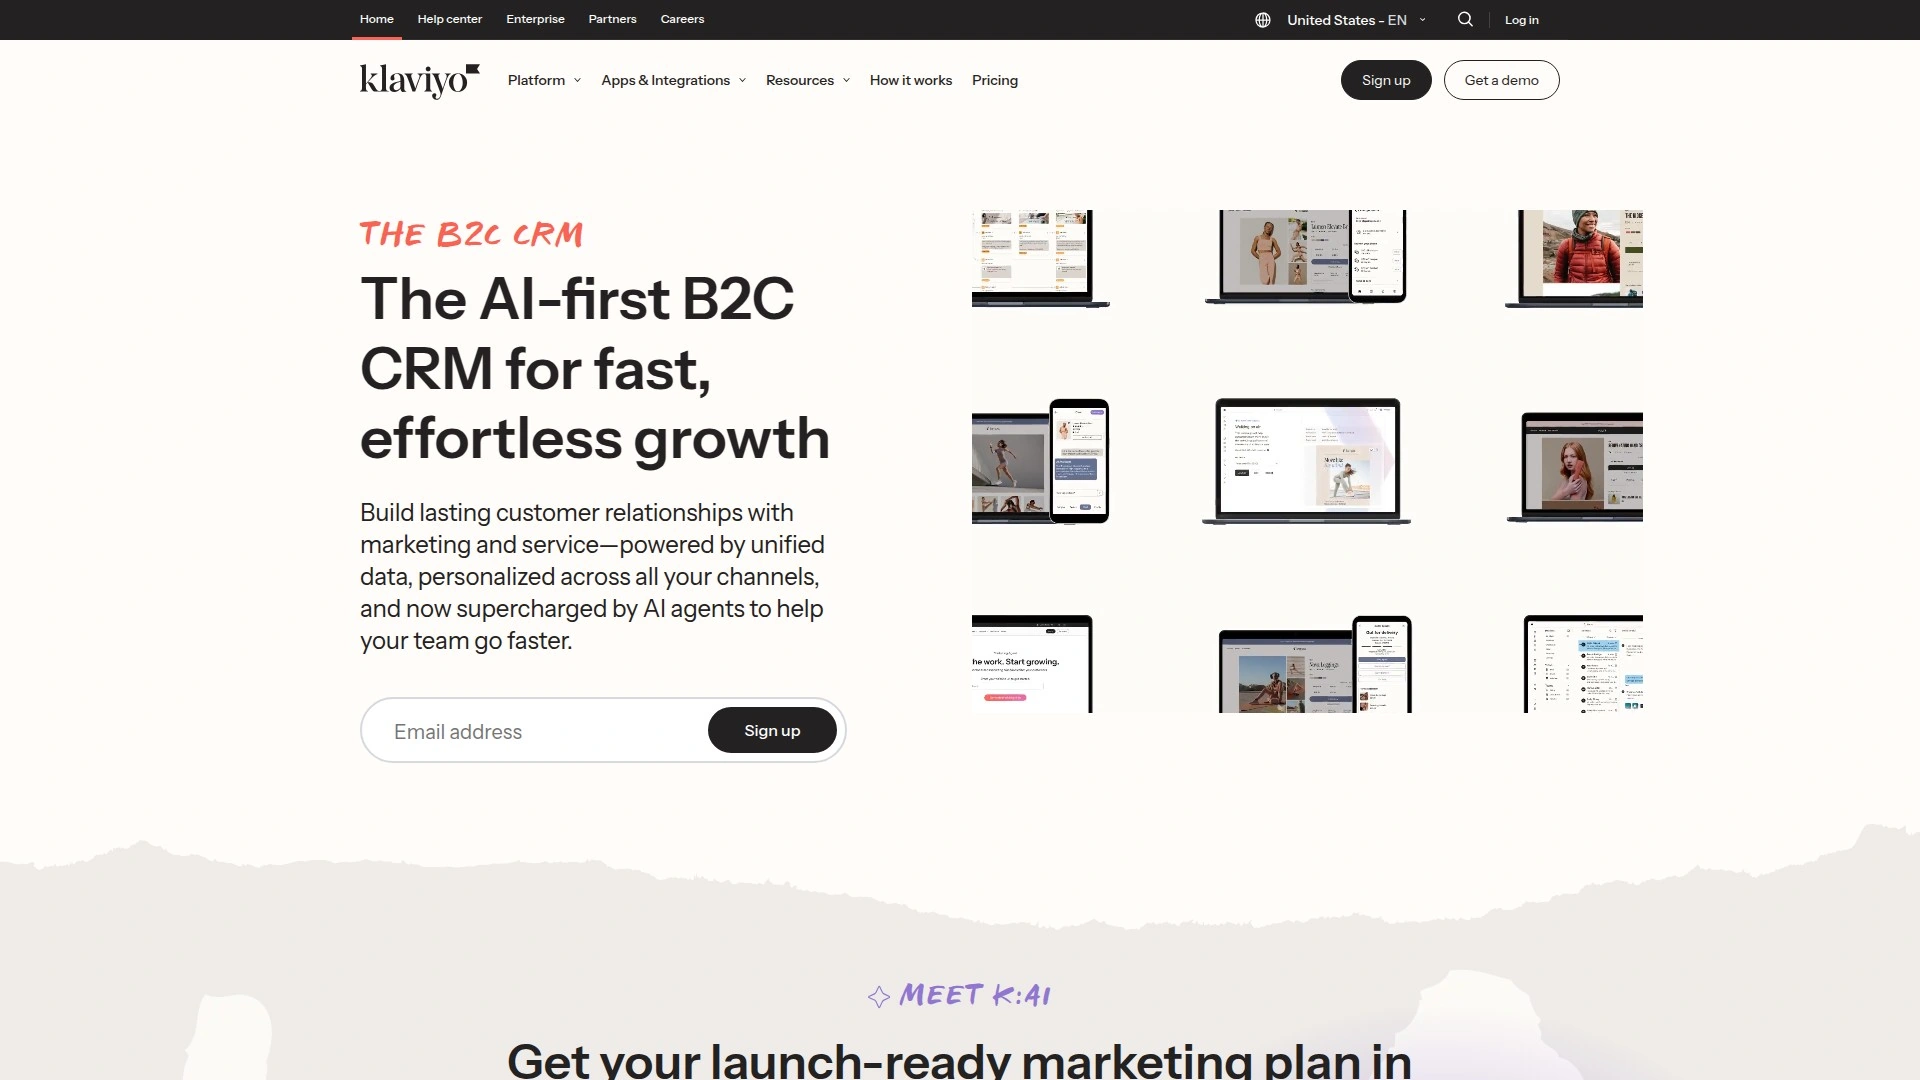 Home Help center Enterprise Partners Careers United States - EN Log in
klaviyo Platform Apps & Integrations Resources How it works Pricing Sign up Get a demo
THE B2C CRM
The AI-first B2C
CRM for fast,
effortless growth
Build lasting customer relationships with
marketing and service—powered by unified
data, personalized across all your channels,
and now supercharged by AI agents to help
your team go faster.
Email address Sign up
he work. Start growing.
Out for delivery
MEET K:AI
Get your launch-ready marketing plan in